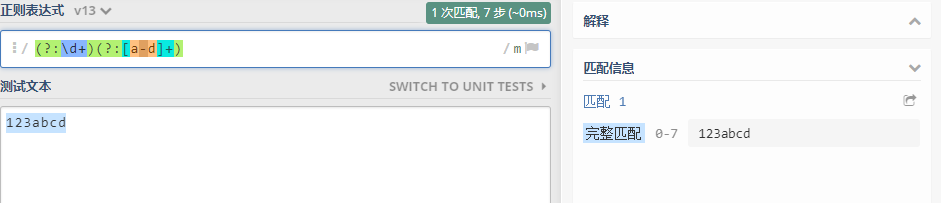 正则表达式 v13
1 次匹配, 7 步 (~0ms)
/ (?:\d+)(?:[a-d]+) / m
测试文本
SWITCH TO UNIT TESTS
123abcd
解释
匹配信息
匹配 1
完整匹配 0-7 123abcd